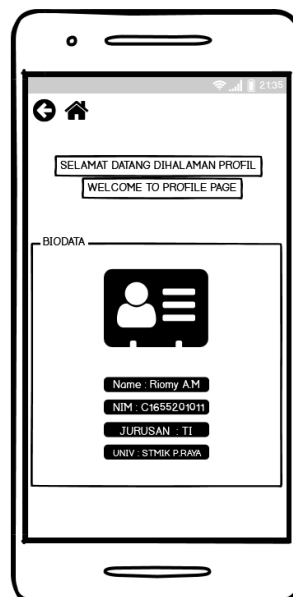 21:35
SELAMAT DATANG DIHALAMAN PROFIL
WELCOME TO PROFILE PAGE
BIODATA
Name : Riomy A.M
NIM : C1655201011
JURUSAN : TI
UNIV : STMIK P.RAYA